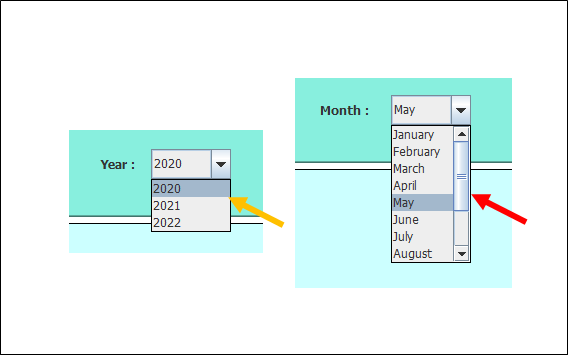 Year :
2020
2020
2021
2022
Month :
May
January
February
March
April
May
June
July
August